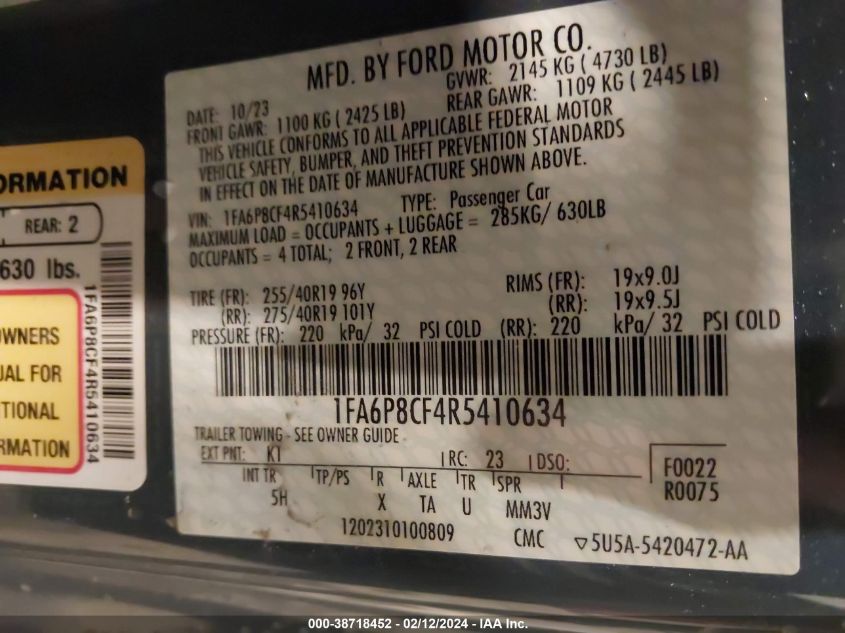 MFD. BY FORD MOTOR CO.
DATE: 10/23 GVWR: 2145 KG ( 4730 LB)
FRONT GAWR: 1100 KG ( 2425 LB) REAR GAWR: 1109 KG ( 2445 LB)
THIS VEHICLE CONFORMS TO ALL APPLICABLE FEDERAL MOTOR
VEHICLE SAFETY, BUMPER, AND THEFT PREVENTION STANDARDS
IN EFFECT ON THE DATE OF MANUFACTURE SHOWN ABOVE.
VIN: 1FA6P8CF4R5410634 TYPE: Passenger Car
MAXIMUM LOAD = OCCUPANTS + LUGGAGE = 285KG/ 630LB
OCCUPANTS = 4 TOTAL; 2 FRONT, 2 REAR
TIRE (FR): 255/40R19 96Y RIMS (FR): 19x9.0J
(RR): 275/40R19 101Y (RR): 19x9.5J
PRESSURE (FR): 220 kPa/ 32 PSI COLD (RR): 220 kPa/ 32 PSI COLD
1FA6P8CF4R5410634
TRAILER TOWING - SEE OWNER GUIDE
EXT PNT: K1 RC: 23 DSO: F0022
INT TR TP/PS R AXLE TR SPR R0075
5H X TA U MM3V
1202310100809 CMC ▽5U5A-5420472-AA
ORMATION
REAR: 2
630 lbs.
WNERS
UAL FOR
ITIONAL
RMATION
1FA6P8CF4R5410634
000-38718452 - 02/12/2024 - IAA Inc.